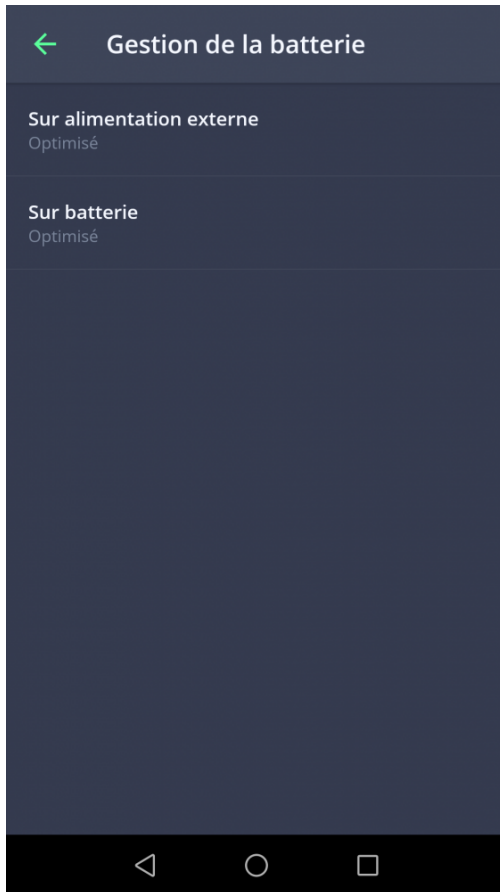 Gestion de la batterie
Sur alimentation externe
Optimisé
Sur batterie
Optimisé